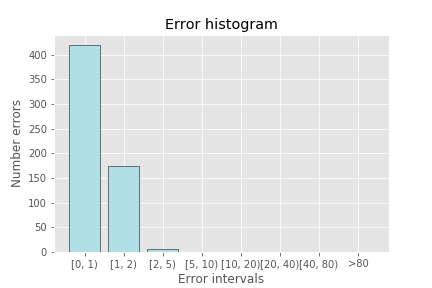 Error histogram
Number errors
400
350
300
250
200
150
100
50
0
[0, 1) [1, 2) [2, 5) [5, 10) [10, 20) [20, 40) [40, 80) >80
Error intervals